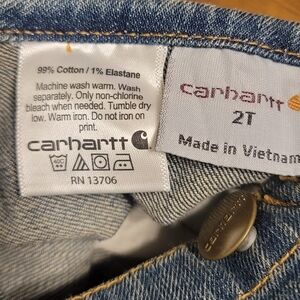 99% Cotton / 1% Elastane
Machine wash warm. Wash
separately. Only non-chlorine
bleach when needed. Tumble dry
low. Warm iron. Do not iron on
print.
carhartt
RN 13706
carhartt
2T
Made in Vietnam